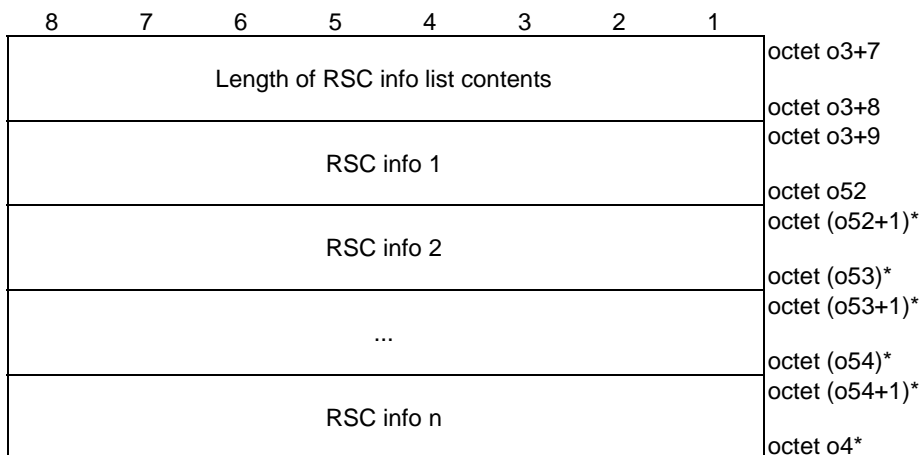 8 7 6 5 4 3 2 1
octet o3+7
Length of RSC info list contents
octet o3+8
octet o3+9
RSC info 1
octet o52
octet (o52+1)*
RSC info 2
octet (o53)*
octet (o53+1)*
...
octet (o54)*
octet (o54+1)*
RSC info n
octet o4*